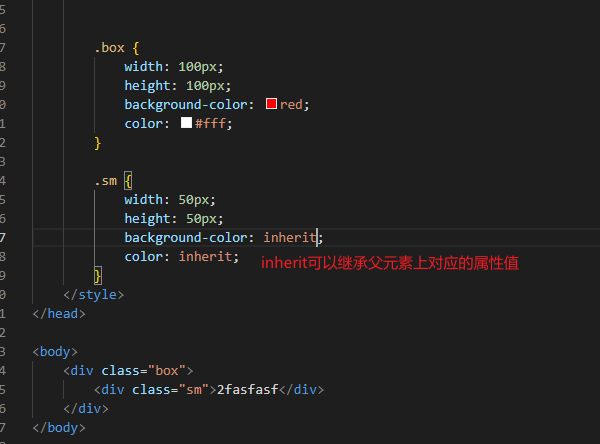 5
6
7 .box {
8 width: 100px;
9 height: 100px;
0 background-color: red;
1 color: #fff;
2 }
3
4 .sm {
5 width: 50px;
6 height: 50px;
7 background-color: inherit;
8 color: inherit; inherit可以继承父元素上对应的属性值
9 }
0 </style>
1 </head>
2
3 <body>
4 <div class="box">
5 <div class="sm">2fasfasf</div>
6 </div>
7 </body>